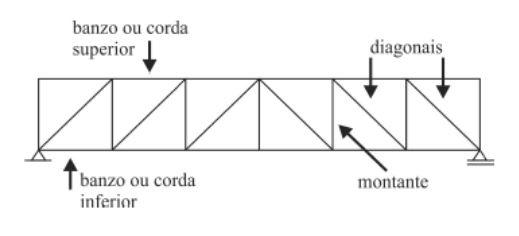 banzo ou corda
superior
diagonais
banzo ou corda
inferior
montante